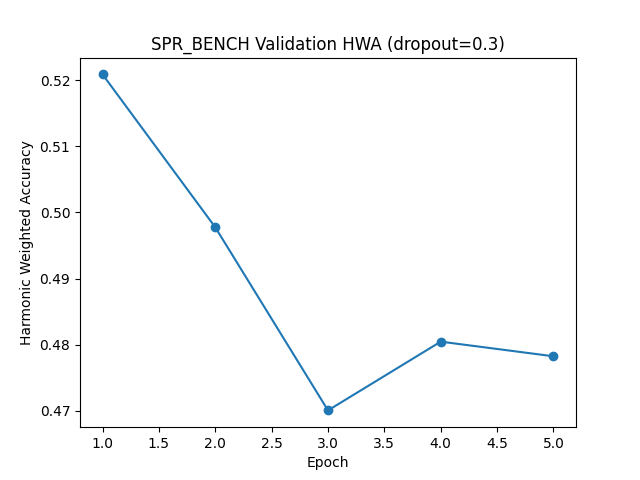 SPR_BENCH Validation HWA (dropout=0.3)
Harmonic Weighted Accuracy
0.52
0.51
0.50
0.49
0.48
0.47
1.0 1.5 2.0 2.5 3.0 3.5 4.0 4.5 5.0
Epoch